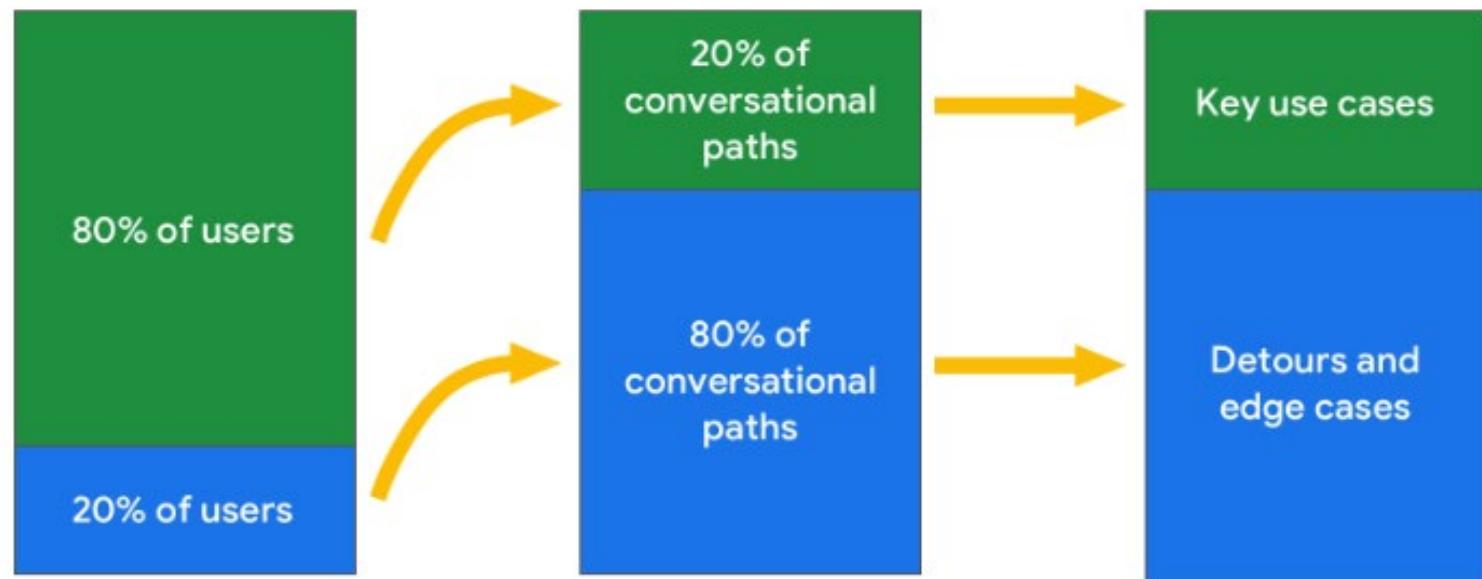 80% of users
20% of users
20% of
conversational
paths
80% of
conversational
paths
Key use cases
Detours and
edge cases